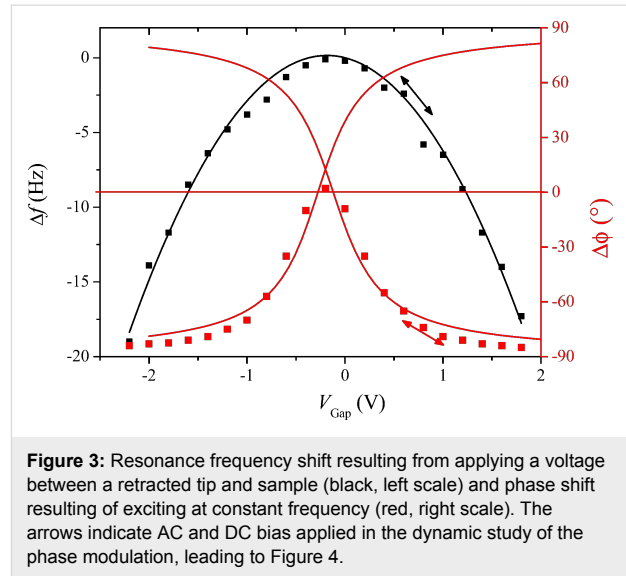 0
-5
-10
-15
-20
Δf (Hz)
90
60
30
0
-30
-60
-90
Δϕ (°)
-2
-1
0
1
2
V_Gap (V)
Figure 3: Resonance frequency shift resulting from applying a voltage
between a retracted tip and sample (black, left scale) and phase shift
resulting of exciting at constant frequency (red, right scale). The
arrows indicate AC and DC bias applied in the dynamic study of the
phase modulation, leading to Figure 4.